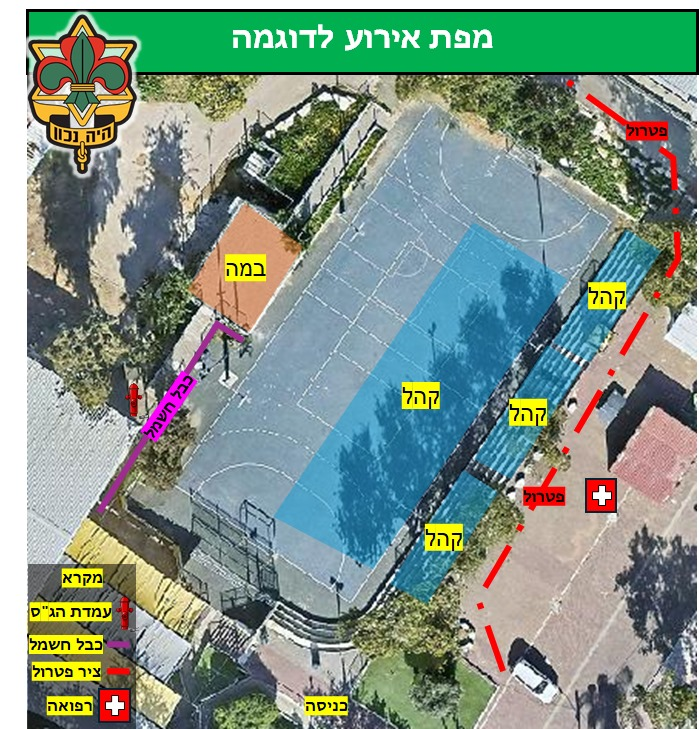 מפת אירוע לדוגמה
היה נכון
פטרול
במה
קהל
כבל חשמל
קהל
קהל
פטרול
קהל
מקרא
עמדת הג"ס
כבל חשמל
ציר פטרול
רפואה
כניסה